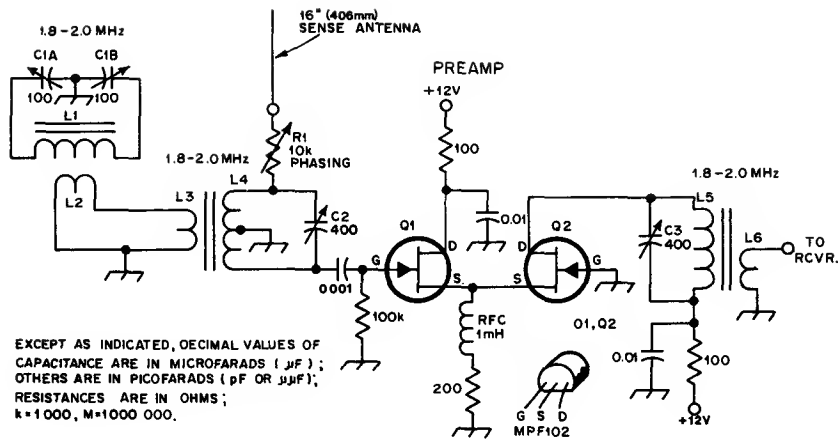 16" (406mm)
SENSE ANTENNA
1.8-2.0 MHz
C1A
C1B
100
100
L1
L2
PREAMP
+12V
R1
10k
PHASING
100
1.8-2.0 MHz
L3
L4
C2
400
0.01
Q1
Q2
D
D
G
S
S
G
0.001
100k
RFC
1mH
200
1.8-2.0 MHz
L5
C3
400
L6
TO
RCVR.
Q1, Q2
0.01
100
+12V
G S D
MPF102
EXCEPT AS INDICATED, DECIMAL VALUES OF
CAPACITANCE ARE IN MICROFARADS ( µF ) ;
OTHERS ARE IN PICOFARADS ( pF OR µµF);
RESISTANCES ARE IN OHMS ;
k=1000, M=1000 000.